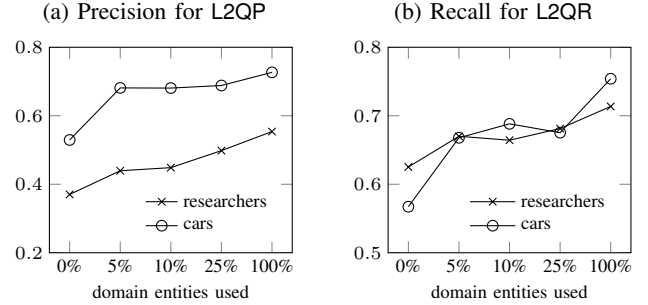 (a) Precision for L2QP
0.8
0.6
0.4
0.2
researchers
cars
0% 5% 10% 25% 100%
domain entities used
(b) Recall for L2QR
0.8
0.7
0.6
0.5
researchers
cars
0% 5% 10% 25% 100%
domain entities used